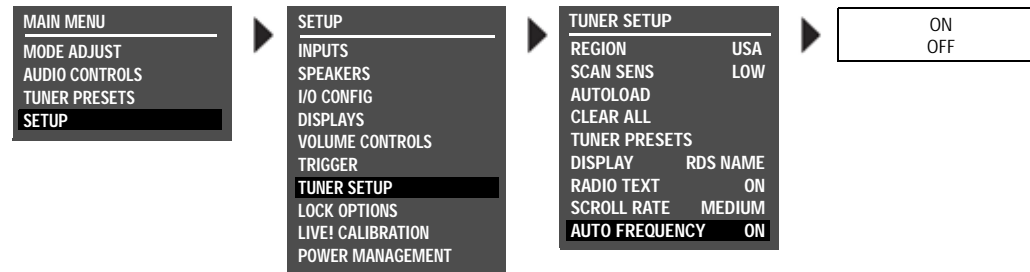 MAIN MENU
MODE ADJUST
AUDIO CONTROLS
TUNER PRESETS
SETUP
SETUP
INPUTS
SPEAKERS
I/O CONFIG
DISPLAYS
VOLUME CONTROLS
TRIGGER
TUNER SETUP
LOCK OPTIONS
LIVE! CALIBRATION
POWER MANAGEMENT
TUNER SETUP
REGION USA
SCAN SENS LOW
AUTOLOAD
CLEAR ALL
TUNER PRESETS
DISPLAY RDS NAME
RADIO TEXT ON
SCROLL RATE MEDIUM
AUTO FREQUENCY ON
ON
OFF